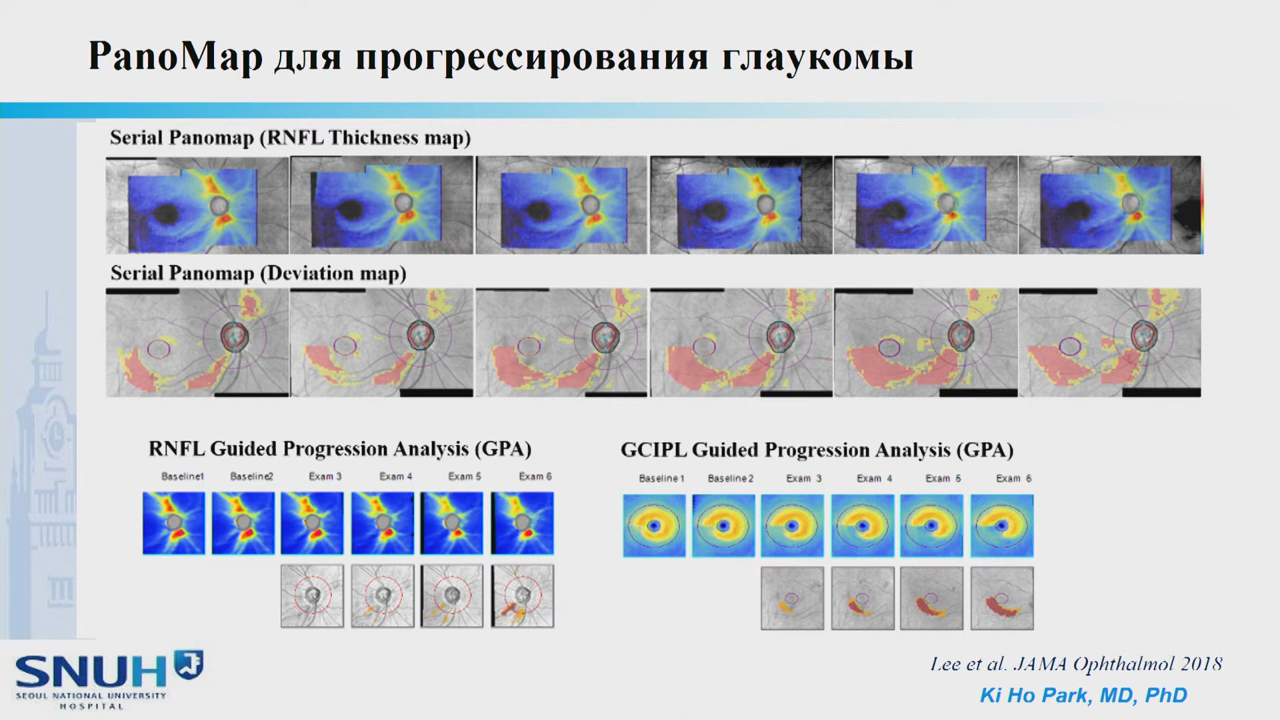 PanoMap для прогрессирования глаукомы
Serial Panomap (RNFL Thickness map)
Serial Panomap (Deviation map)
RNFL Guided Progression Analysis (GPA)
Baseline1 Baseline2 Exam 3 Exam 4 Exam 5 Exam 6
GCIPL Guided Progression Analysis (GPA)
Baseline 1 Baseline 2 Exam 3 Exam 4 Exam 5 Exam 6
SNUH
SEOUL NATIONAL UNIVERSITY
HOSPITAL
Lee et al. JAMA Ophthalmol 2018
Ki Ho Park, MD, PhD